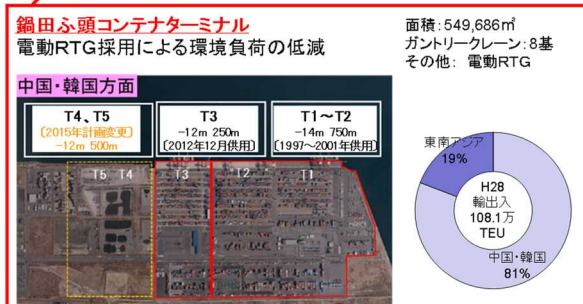 鍋田ふ頭コンテナターミナル
電動RTG採用による環境負荷の低減
面積:549,686㎡
ガントリークレーン:8基
その他: 電動RTG
中国・韓国方面
T4、T5
〔2015年計画変更〕
-12m 500m
T3
-12m 250m
〔2012年12月供用〕
T1～T2
-14m 750m
〔1997～2001年供用〕
T5
T4
T3
T2
T1
東南アジア
19%
H28
輸出入
108.1万
TEU
中国・韓国
81%